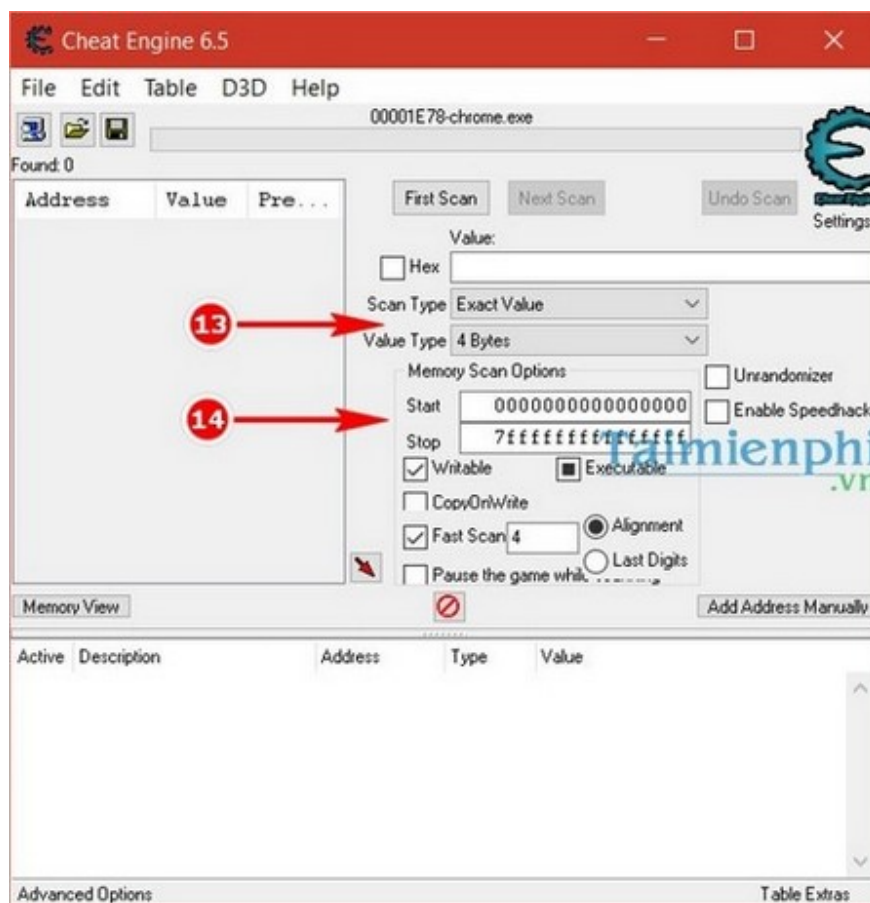 Cheat Engine 6.5
File Edit Table D3D Help
00001E78-chrome.exe
Found: 0
Address Value Pre...
First Scan Next Scan Undo Scan
Cheat Engine
Settings
Value:
Hex
13
Scan Type Exact Value
Value Type 4 Bytes
Memory Scan Options
Unrandomizer
14
Start 0000000000000000
Enable Speedhack
Stop 7fffffffffffffff
Taimienphi
.vn
Writable Executable
CopyOnWrite
Fast Scan 4 Alignment
Last Digits
Pause the game while
Memory View Add Address Manually
Active Description Address Type Value
Advanced Options Table Extras